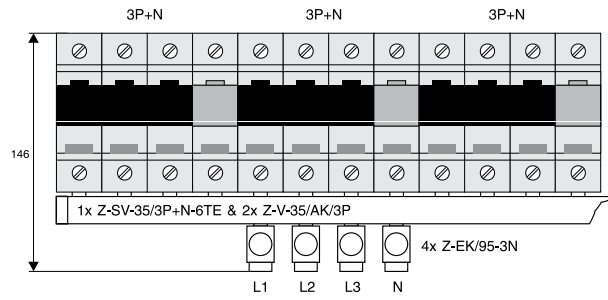 3P+N 3P+N 3P+N
146
1x Z-SV-35/3P+N-6TE & 2x Z-V-35/AK/3P
4x Z-EK/95-3N
L1 L2 L3 N